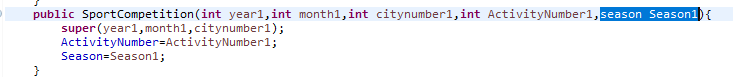 }
public SportCompetition(int year1,int month1,int citynumber1,int ActivityNumber1,season Season1){
super(year1,month1,citynumber1);
ActivityNumber=ActivityNumber1;
Season=Season1;
}